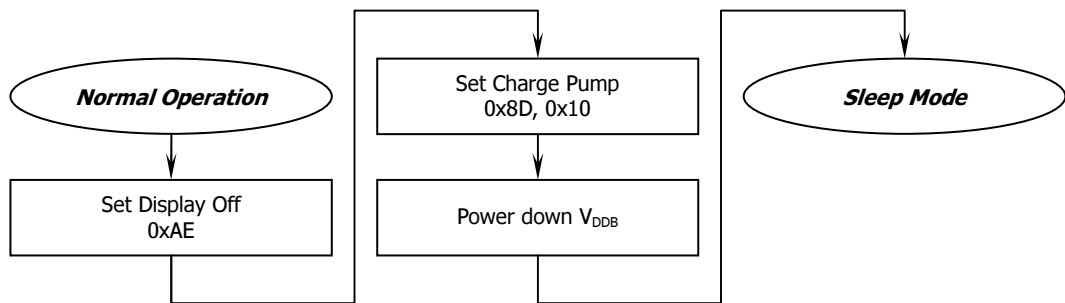 Normal Operation
Set Display Off
0xAE
Set Charge Pump
0x8D, 0x10
Power down VDDB
Sleep Mode